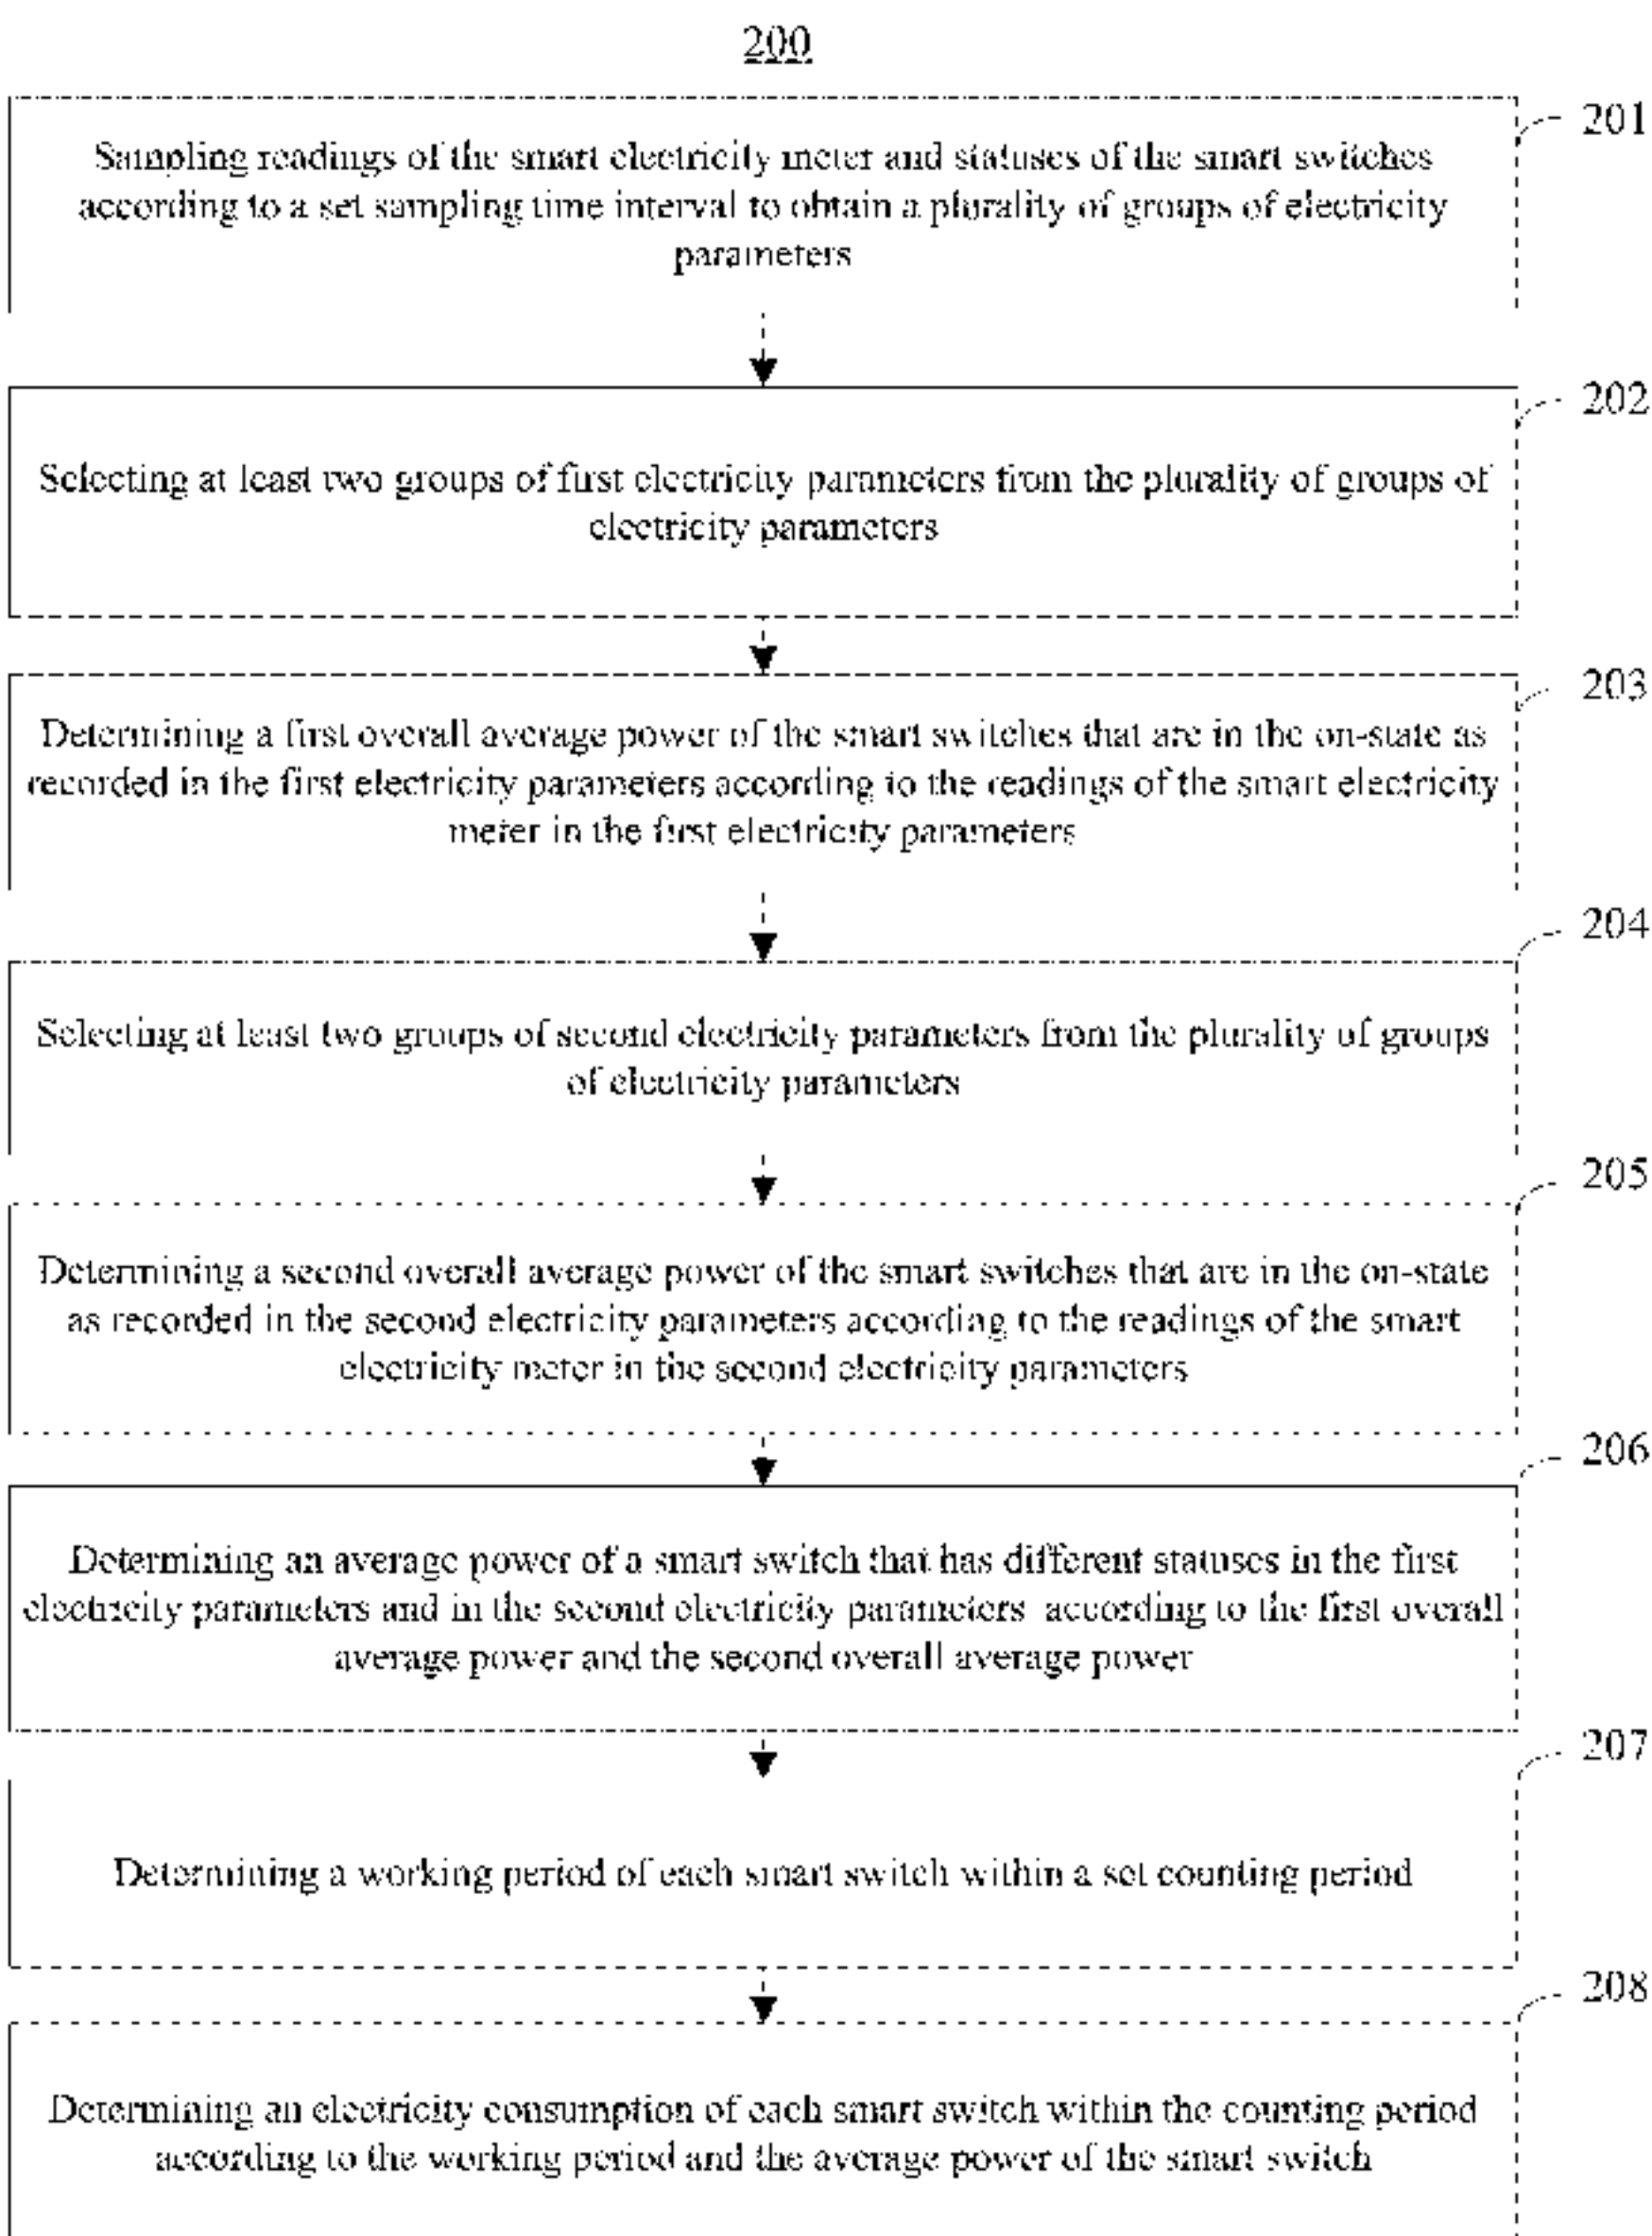 200
201
Sampling readings of the smart electricity meter and statuses of the smart switches
according to a set sampling time interval to obtain a plurality of groups of electricity
parameters
202
Selecting at least two groups of first electricity parameters from the plurality of groups of
electricity parameters
203
Determining a first overall average power of the smart switches that are in the on-state as
recorded in the first electricity parameters according to the readings of the smart electricity
meter in the first electricity parameters
204
Selecting at least two groups of second electricity parameters from the plurality of groups
of electricity parameters
205
Determining a second overall average power of the smart switches that are in the on-state
as recorded in the second electricity parameters according to the readings of the smart
electricity meter in the second electricity parameters
206
Determining an average power of a smart switch that has different statuses in the first
electricity parameters and in the second electricity parameters according to the first overall
average power and the second overall average power
207
Determining a working period of each smart switch within a set counting period
208
Determining an electricity consumption of each smart switch within the counting period
according to the working period and the average power of the smart switch